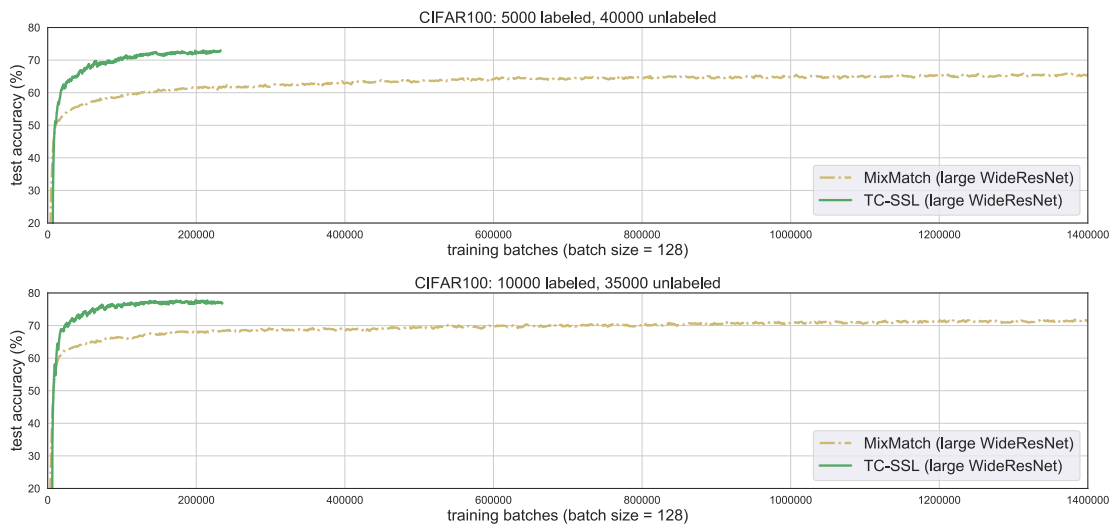 CIFAR100: 5000 labeled, 40000 unlabeled
80
70
60
50
40
30
20
test accuracy (%)
MixMatch (large WideResNet)
TC-SSL (large WideResNet)
0 200000 400000 600000 800000 1000000 1200000 1400000
training batches (batch size = 128)
CIFAR100: 10000 labeled, 35000 unlabeled
80
70
60
50
40
30
20
test accuracy (%)
MixMatch (large WideResNet)
TC-SSL (large WideResNet)
0 200000 400000 600000 800000 1000000 1200000 1400000
training batches (batch size = 128)